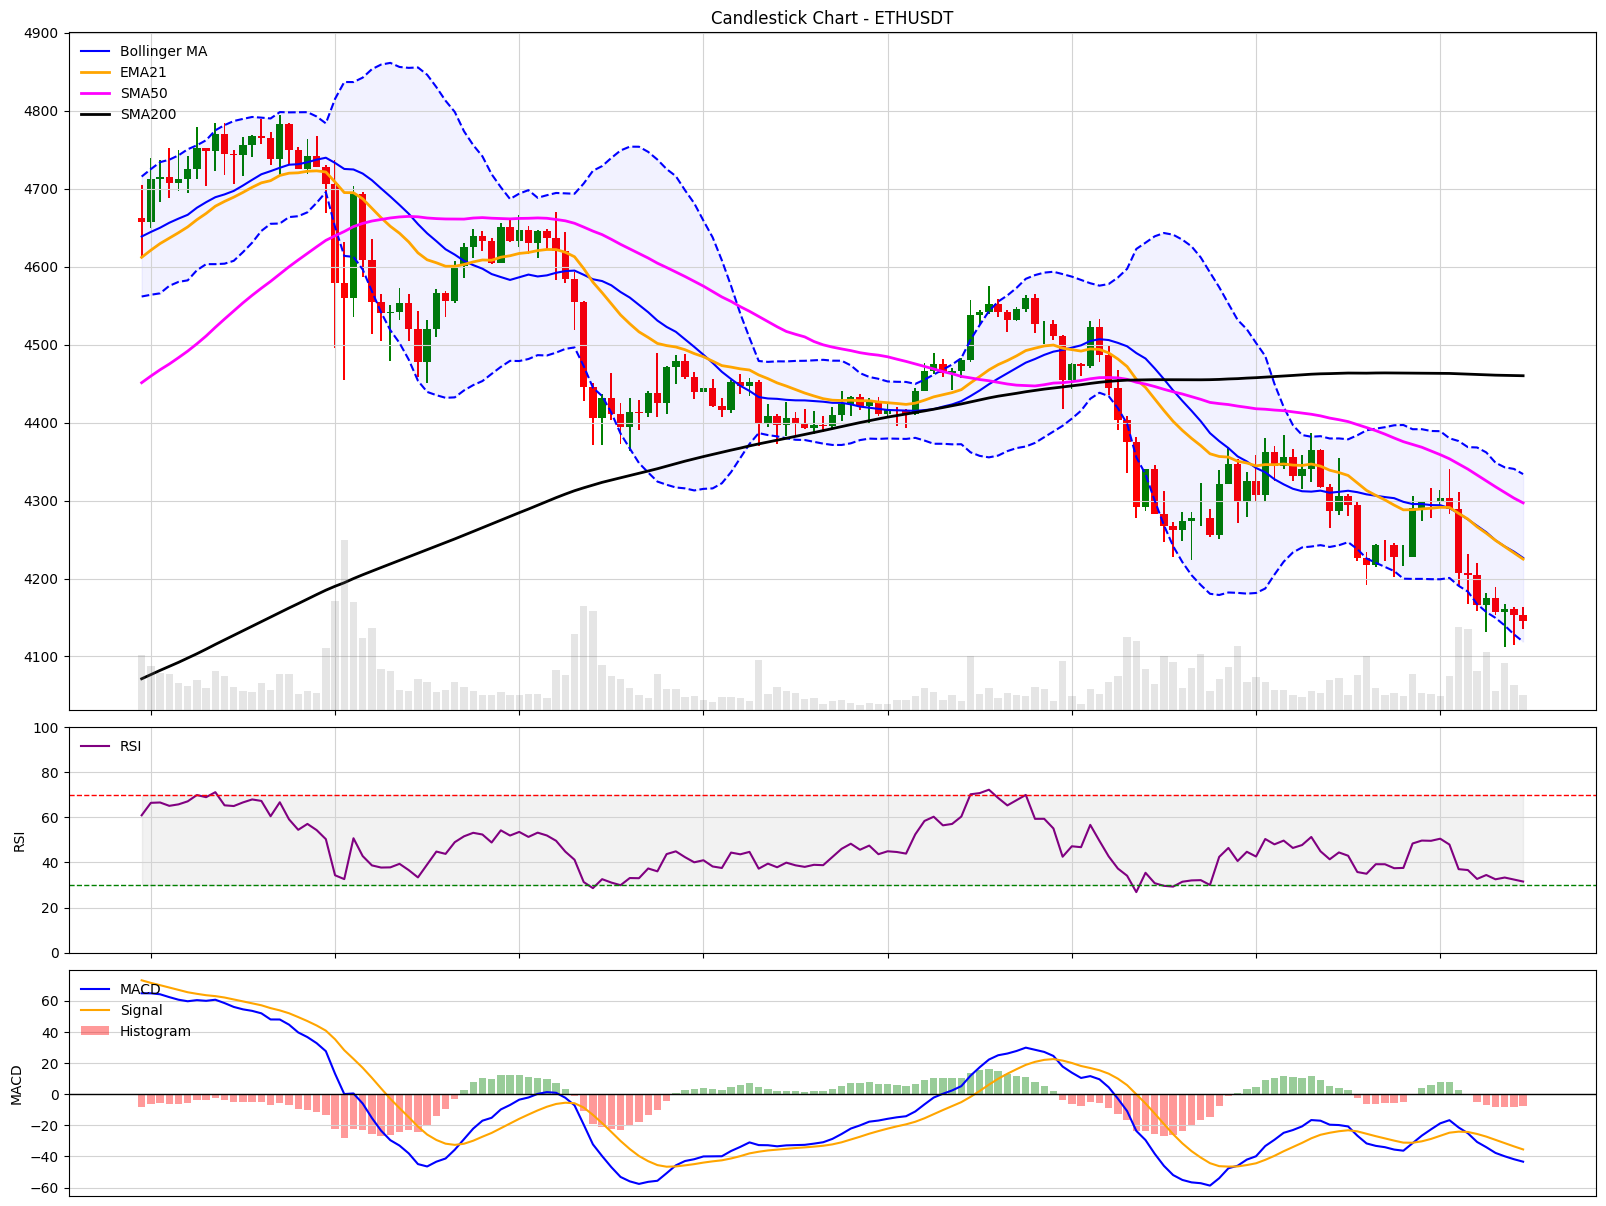 Candlestick Chart - ETHUSDT
4900
4800
4700
4600
4500
4400
4300
4200
4100
Bollinger MA
EMA21
SMA50
SMA200
RSI
100
80
60
40
20
0
RSI
MACD
60
40
20
0
−20
−40
−60
MACD
Signal
Histogram